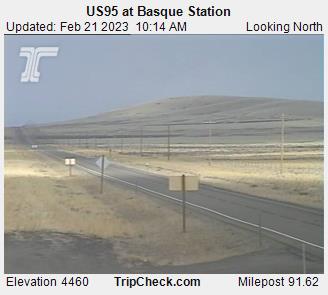 US95 at Basque Station
Updated: Feb 21 2023 10:14 AM Looking North
Elevation 4460 TripCheck.com Milepost 91.62